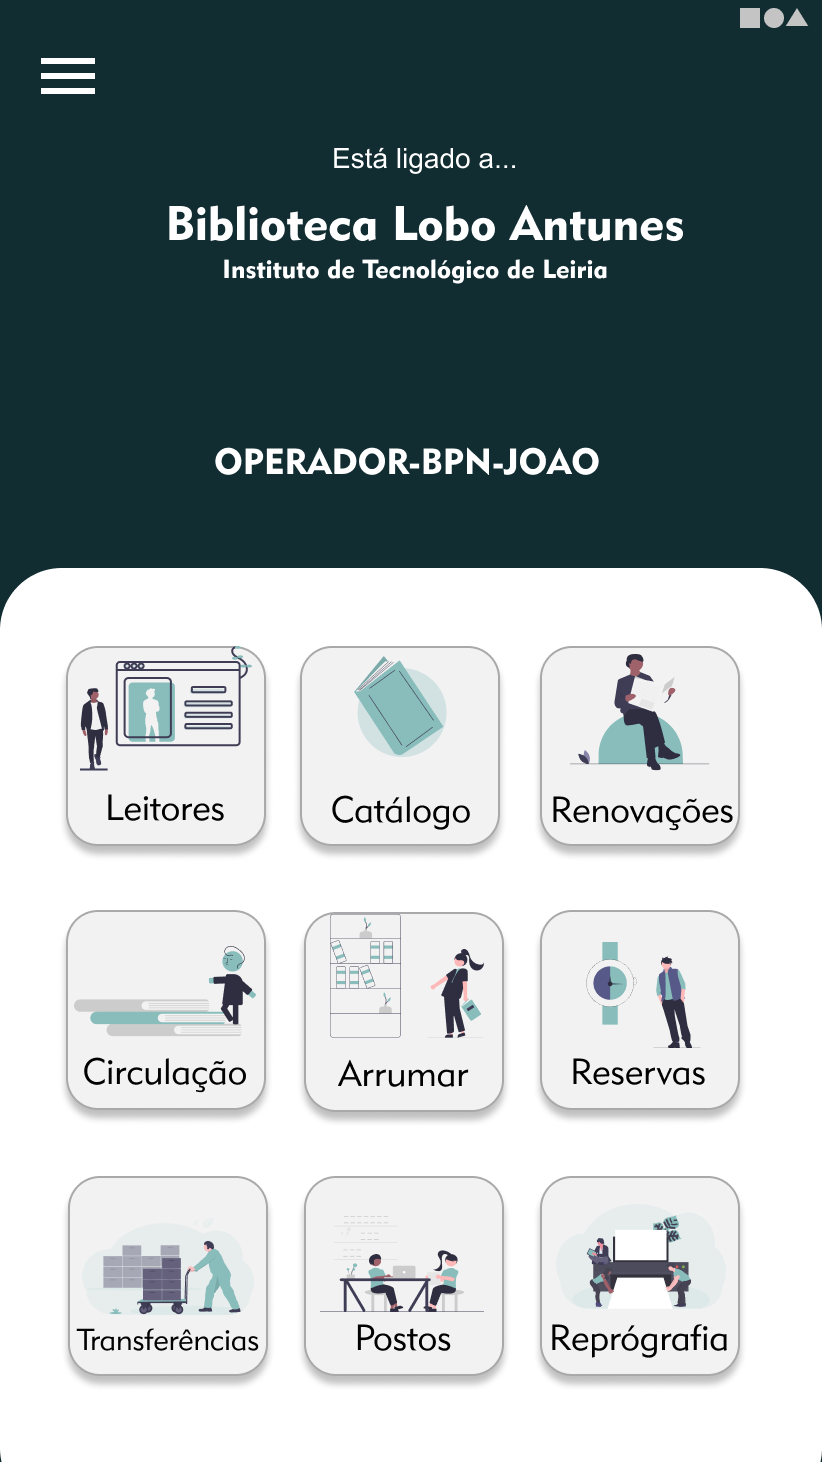 Está ligado a...
Biblioteca Lobo Antunes
Instituto de Tecnológico de Leiria
OPERADOR-BPN-JOAO
Leitores
Catálogo
Renovações
Circulação
Arrumar
Reservas
Transferências
Postos
Reprógrafia